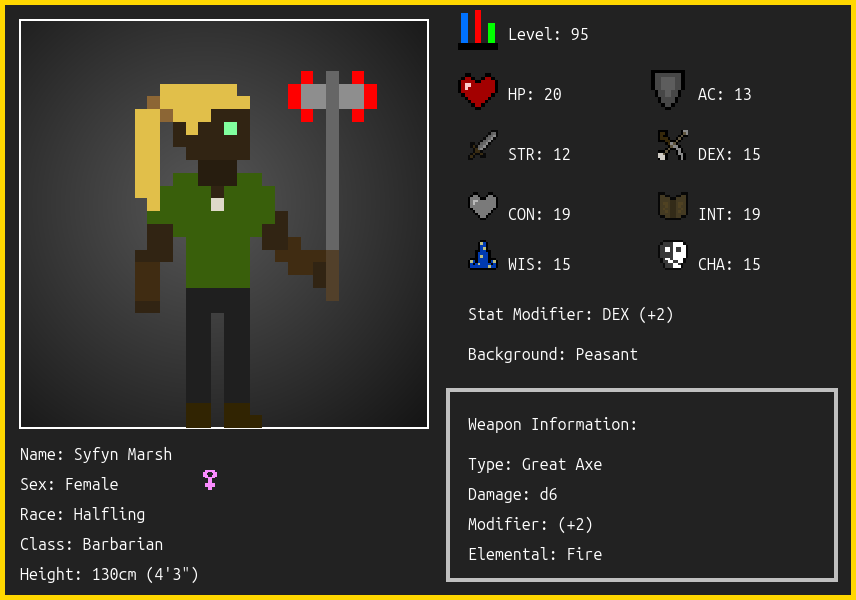 Level: 95
HP: 20
AC: 13
STR: 12
DEX: 15
CON: 19
INT: 19
WIS: 15
CHA: 15
Stat Modifier: DEX (+2)
Background: Peasant
Weapon Information:
Type: Great Axe
Damage: d6
Modifier: (+2)
Elemental: Fire
Name: Syfyn Marsh
Sex: Female
Race: Halfling
Class: Barbarian
Height: 130cm (4'3")